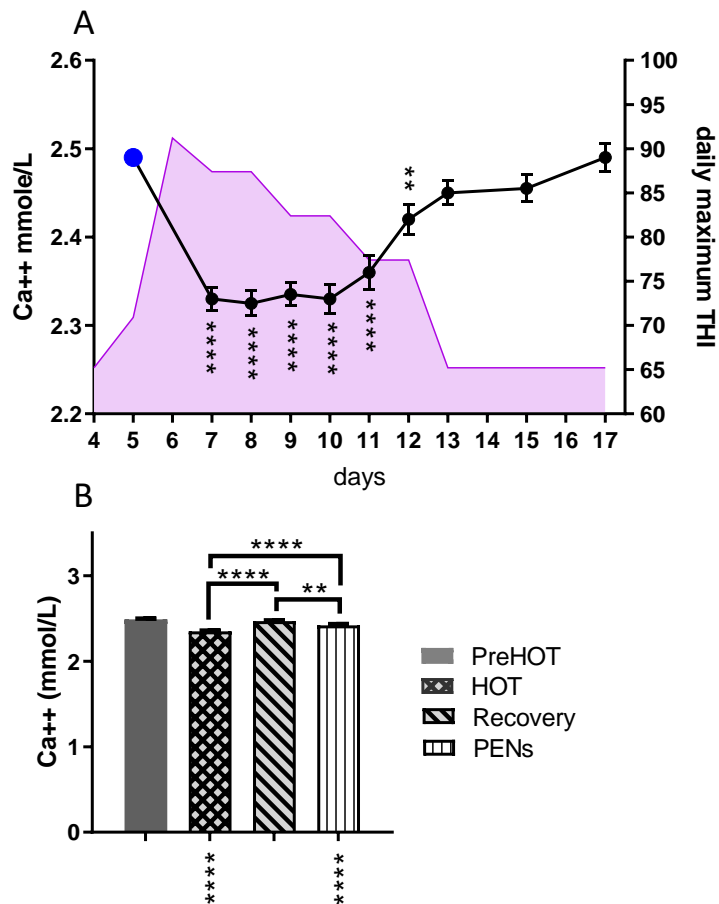 A
2.6
2.5
2.4
2.3
2.2
Ca++ mmole/L
100
95
90
85
80
75
70
65
60
daily maximum THI
**
****
****
****
****
****
4 5 6 7 8 9 10 11 12 13 14 15 16 17
days
B
3
2
1
0
Ca++ (mmol/L)
****
****
**
PreHOT
HOT
Recovery
PENs
****
****